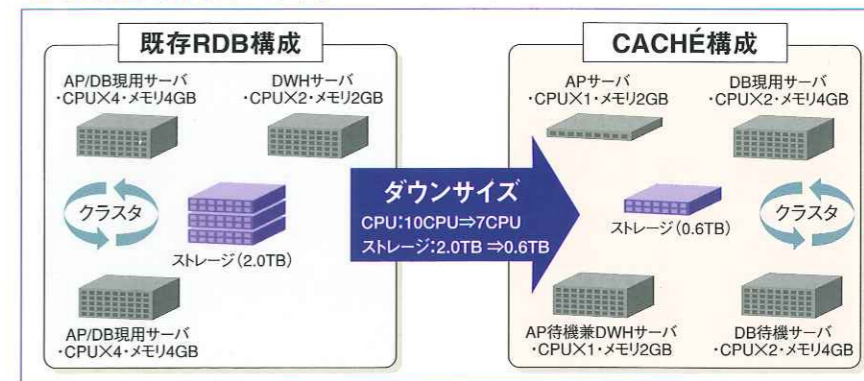 既存RDB構成
AP/DB現用サーバ
・CPU×4・メモリ4GB
DWHサーバ
・CPU×2・メモリ2GB
クラスタ
ストレージ(2.0TB)
AP/DB現用サーバ
・CPU×4・メモリ4GB
ダウンサイズ
CPU:10CPU⇒7CPU
ストレージ:2.0TB ⇒0.6TB
CACHÉ構成
APサーバ
・CPU×1・メモリ2GB
DB現用サーバ
・CPU×2・メモリ4GB
ストレージ(0.6TB)
クラスタ
AP待機兼DWHサーバ
・CPU×1・メモリ2GB
DB待機サーバ
・CPU×2・メモリ4GB